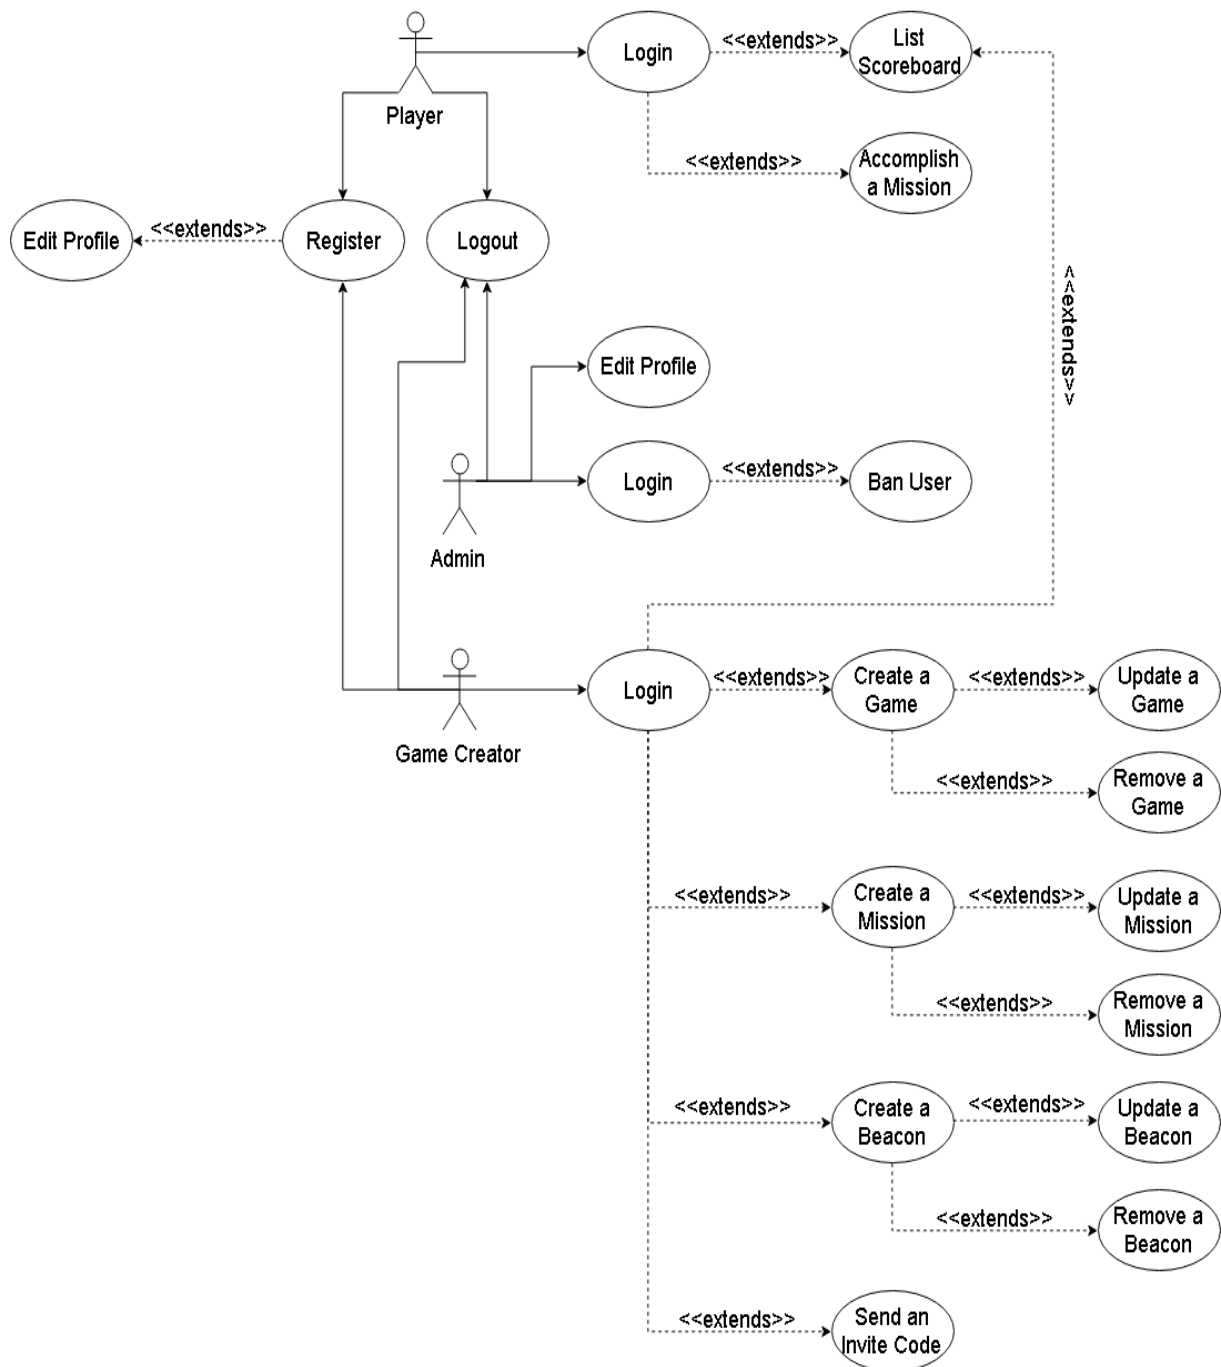 Login
<<extends>>
List
Scoreboard
Player
<<extends>>
Accomplish
a Mission
Edit Profile
<<extends>>
Register
Logout
<<extends>>
Edit Profile
Login
<<extends>>
Ban User
Admin
Game Creator
Login
<<extends>>
Create a
Game
<<extends>>
Update a
Game
<<extends>>
Remove a
Game
<<extends>>
Create a
Mission
<<extends>>
Update a
Mission
<<extends>>
Remove a
Mission
<<extends>>
Create a
Beacon
<<extends>>
Update a
Beacon
<<extends>>
Remove a
Beacon
<<extends>>
Send an
Invite Code